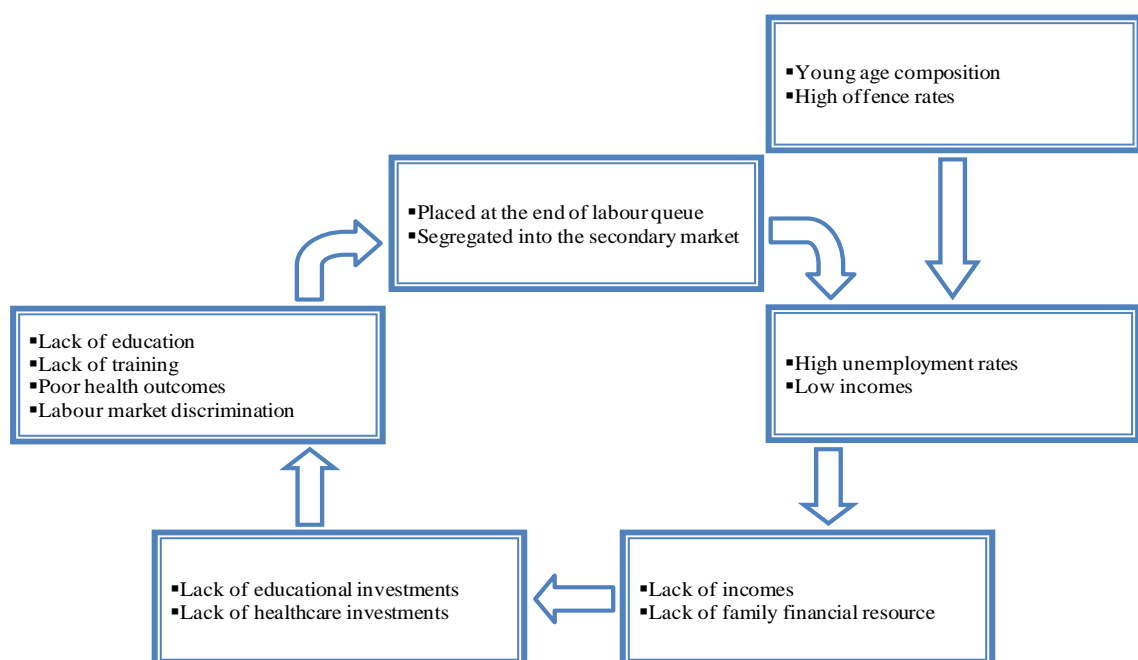 ▪Young age composition
▪High offence rates
▪Placed at the end of labour queue
▪Segregated into the secondary market
▪Lack of education
▪Lack of training
▪Poor health outcomes
▪Labour market discrimination
▪High unemployment rates
▪Low incomes
▪Lack of educational investments
▪Lack of healthcare investments
▪Lack of incomes
▪Lack of family financial resource